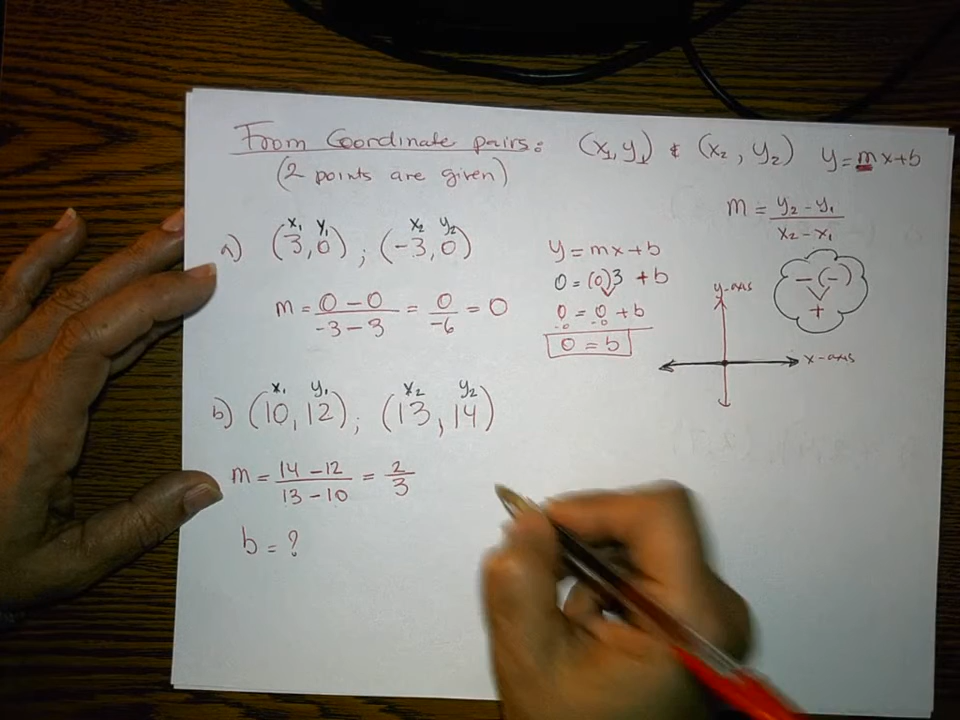 From Coordinate pairs: (x₁, y₁) & (x₂, y₂) y = mx+b
(2 points are given)
m = y₂ - y₁ / x₂ - x₁
x₁ y₁ x₂ y₂
a) (3,0) ; (-3,0)
m = 0 - 0 / -3 - 3 = 0 / -6 = 0
y = mx + b
0 = (0)3 + b
0 = 0 + b
-0 -0
0 = b
- (-)
+
y-axis
x-axis
x₁ y₁ x₂ y₂
b) (10,12) ; (13,14)
m = 14 - 12 / 13 - 10 = 2 / 3
b = ?